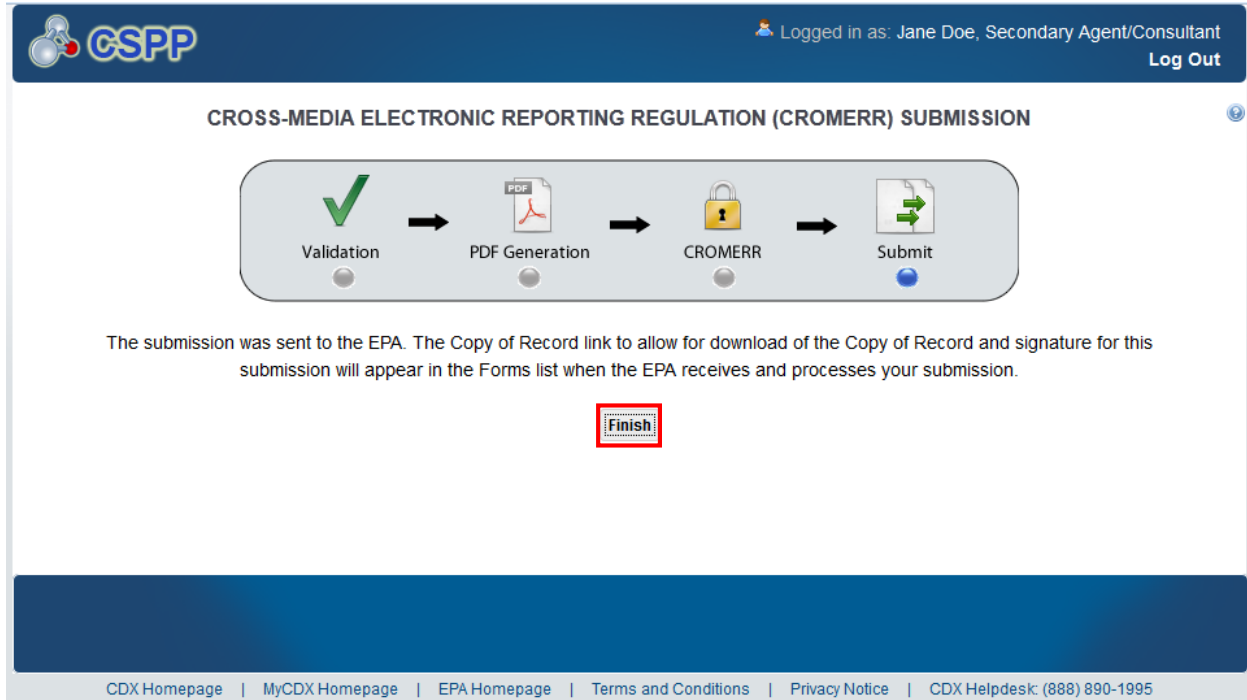 CSPP
Logged in as: Jane Doe, Secondary Agent/Consultant
Log Out
CROSS-MEDIA ELECTRONIC REPORTING REGULATION (CROMERR) SUBMISSION
PDF
Validation
PDF Generation
CROMERR
Submit
The submission was sent to the EPA. The Copy of Record link to allow for download of the Copy of Record and signature for this
submission will appear in the Forms list when the EPA receives and processes your submission.
Finish
CDX Homepage | MyCDX Homepage | EPA Homepage | Terms and Conditions | Privacy Notice | CDX Helpdesk: (888) 890-1995